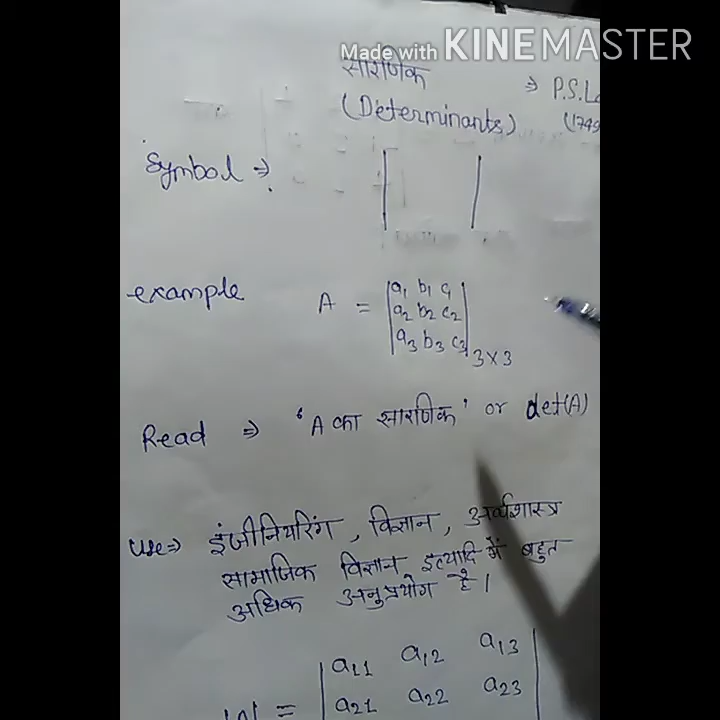 Made with KINEMASTER
सारणिक ⇒ P.S.L
(Determinants) (1749
Symbol ⇒ | |
example A = | a₁ b₁ c₁ |
| a₂ b₂ c₂ |
| a₃ b₃ c₃ | 3×3
Read ⇒ 'A का सारणिक' or det(A)
Use ⇒ इंजीनियरिंग, विज्ञान, अर्थशास्त्र
सामाजिक विज्ञान इत्यादि में बहुत
अधिक अनुप्रयोग है।
| a₁₁ a₁₂ a₁₃ |
= | a₂₁ a₂₂ a₂₃ |